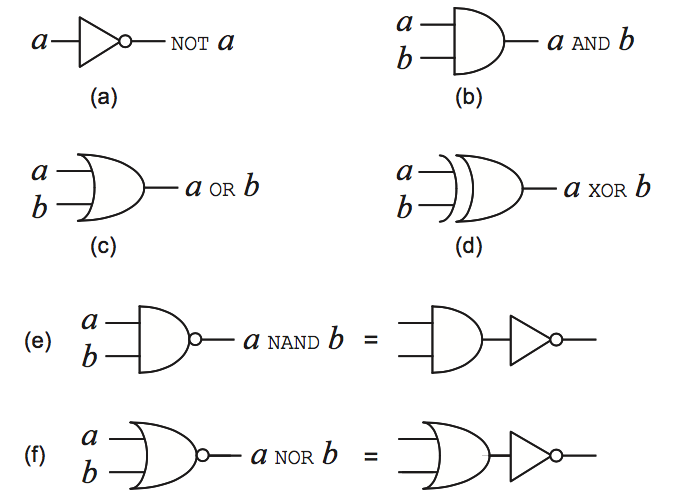 a NOT a
(a)
a b a AND b
(b)
a b a OR b
(c)
a b a XOR b
(d)
(e) a b a NAND b =
(f) a b a NOR b =